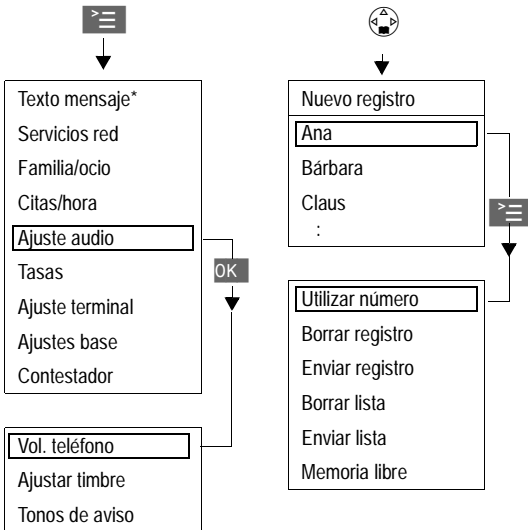 Texto mensaje*
Servicios red
Familia/ocio
Citas/hora
Ajuste audio
Tasas
Ajuste terminal
Ajustes base
Contestador
OK
Vol. teléfono
Ajustar timbre
Tonos de aviso
Nuevo registro
Ana
Bárbara
Claus
:
Utilizar número
Borrar registro
Enviar registro
Borrar lista
Enviar lista
Memoria libre